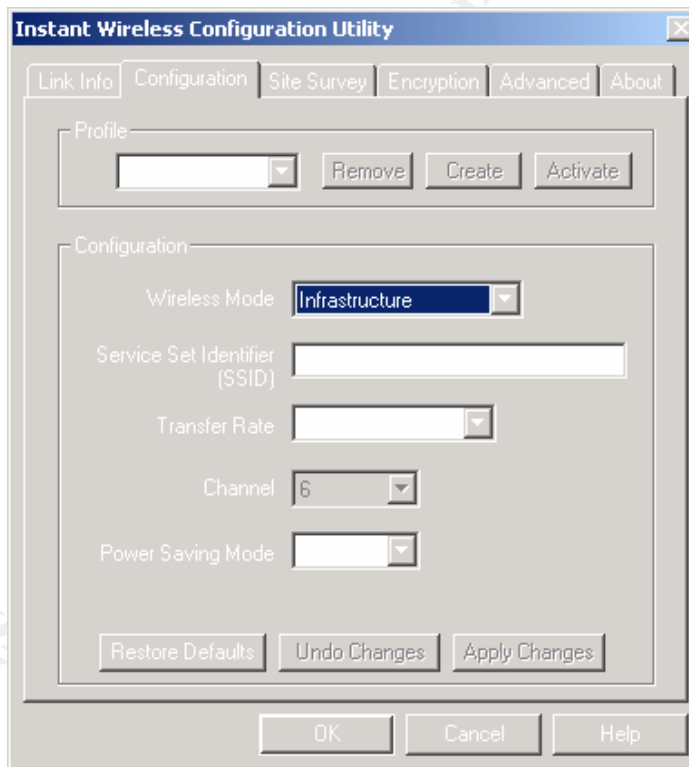 Instant Wireless Configuration Utility
Link Info Configuration Site Survey Encryption Advanced About
Profile
Remove Create Activate
Configuration
Wireless Mode Infrastructure
Service Set Identifier
(SSID)
Transfer Rate
Channel 6
Power Saving Mode
Restore Defaults Undo Changes Apply Changes
OK Cancel Help